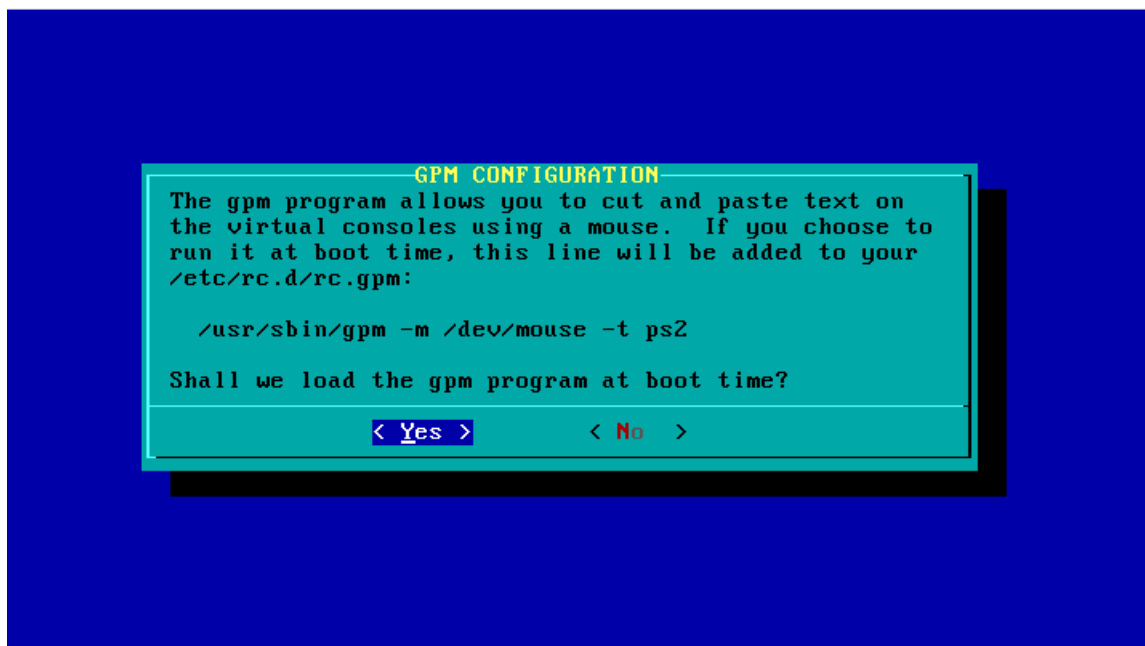 GPM CONFIGURATION
The gpm program allows you to cut and paste text on
the virtual consoles using a mouse.  If you choose to
run it at boot time, this line will be added to your
/etc/rc.d/rc.gpm:
/usr/sbin/gpm -m /dev/mouse -t ps2
Shall we load the gpm program at boot time?
< Yes > < No >